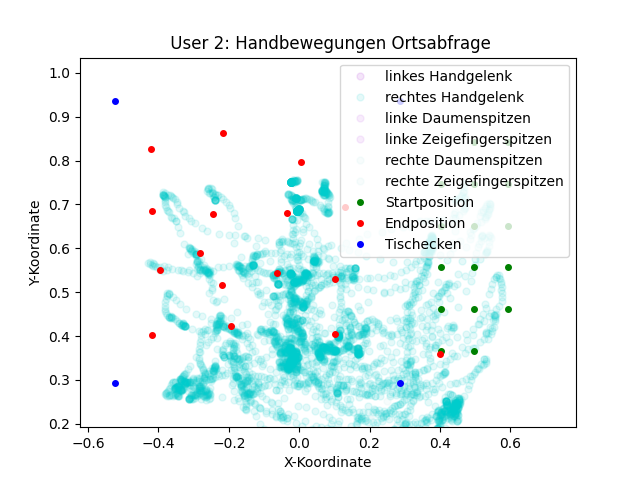 User 2: Handbewegungen Ortsabfrage
Y-Koordinate
1.0
0.9
0.8
0.7
0.6
0.5
0.4
0.3
0.2
linkes Handgelenk
rechtes Handgelenk
linke Daumenspitzen
linke Zeigefingerspitzen
rechte Daumenspitzen
rechte Zeigefingerspitzen
Startposition
Endposition
Tischecken
−0.6 −0.4 −0.2 0.0 0.2 0.4 0.6
X-Koordinate